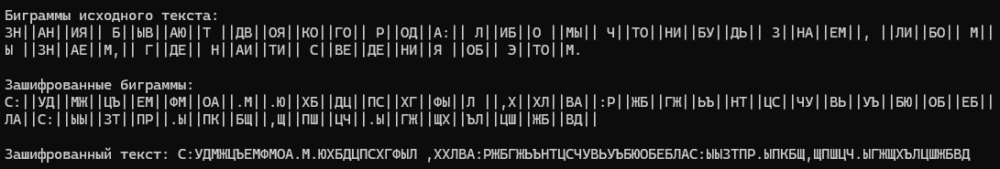 Биграммы исходного текста:
ЗН||АН||ИЯ|| Б||ЫВ||АЮ||Т ||ДВ||ОЯ||КО||ГО|| Р||ОД||А:|| Л||ИБ||О ||МЫ|| Ч||ТО||НИ||БУ||ДЬ|| З||НА||ЕМ||, ||ЛИ||БО|| М||
Ы ||ЗН||АЕ||М,|| Г||ДЕ|| Н||АИ||ТИ|| С||ВЕ||ДЕ||НИ||Я ||ОБ|| Э||ТО||М.
Зашифрованные биграммы:
С:||УД||МЖ||ЦЪ||ЕМ||ФМ||ОА||.М||.Ю||ХБ||ДЦ||ПС||ХГ||ФЫ||Л ||,Х||ХЛ||ВА||:Р||ЖБ||ГЖ||ЬЪ||НТ||ЦС||ЧУ||ВЬ||УЪ||БЮ||ОБ||ЕБ||
ЛА||С:||ЫЫ||ЗТ||ПР||.Ы||ПК||БЩ||,Щ||ПШ||ЦЧ||.Ы||ГЖ||ЩХ||ЪЛ||ЦШ||ЖБ||ВД||
Зашифрованный текст: С:УДМЖЦЪЕМФМОА.М.ЮХБДЦПСХГФЫЛ ,ХХЛВА:РЖБГЖЬЪНТЦСЧУВЬУЪБЮОБЕБЛАС:ЫЫЗТПР.ЫПКБЩ,ЩПШЦЧ.ЫГЖЩХЪЛЦШЖБВД